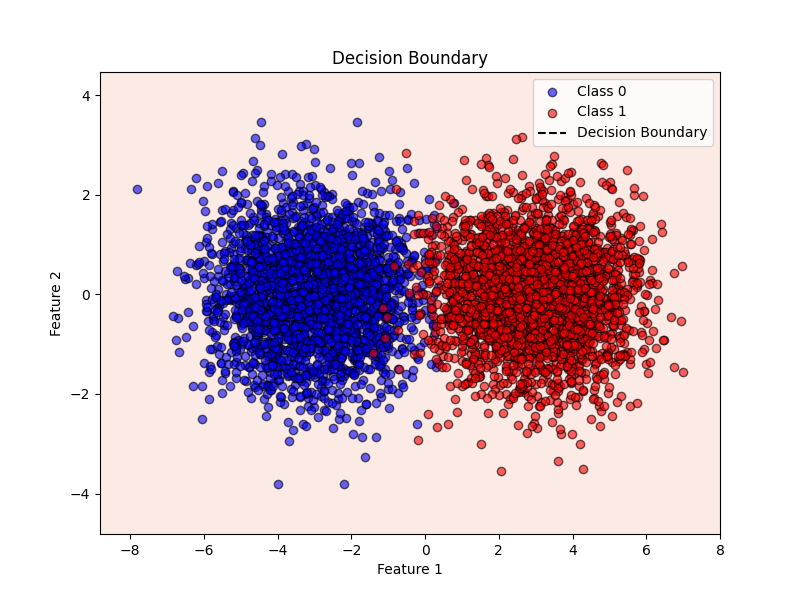 Decision Boundary
Class 0
Class 1
Decision Boundary
4
2
0
−2
−4
Feature 2
−8
−6
−4
−2
0
2
4
6
8
Feature 1